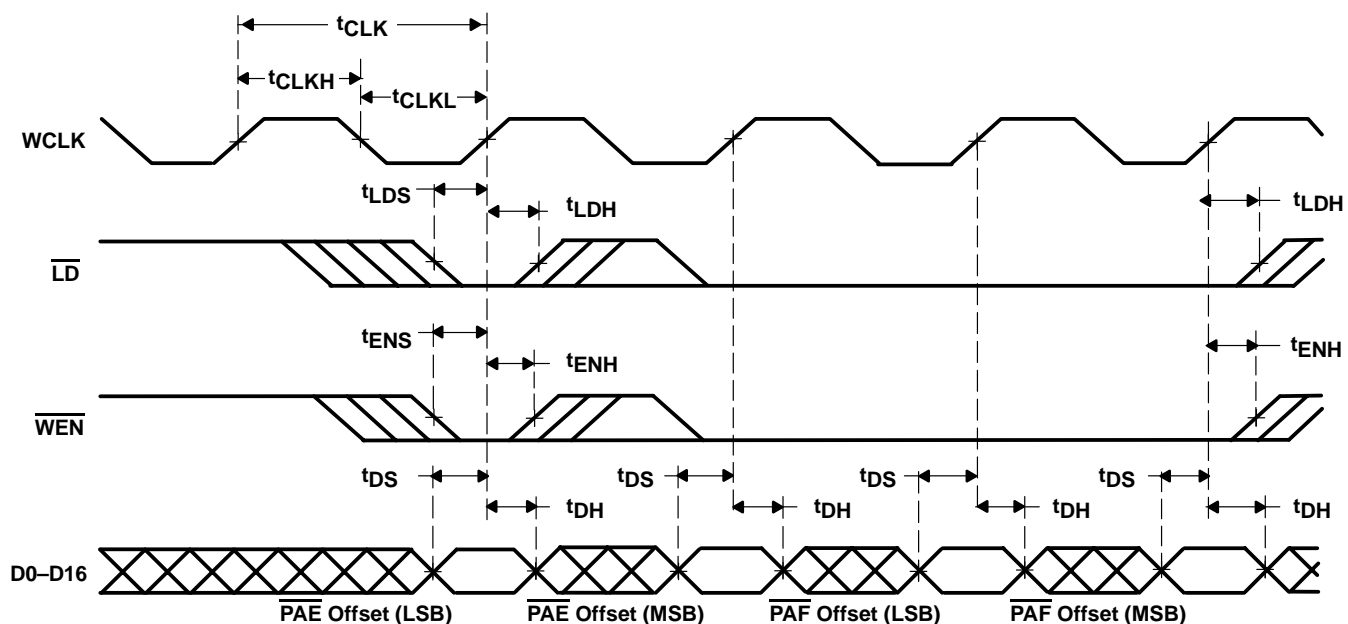 tCLK
tCLKH
tCLKL
WCLK
tLDS
tLDH
tLDH
LD
tENS
tENH
tENH
WEN
tDS
tDS
tDS
tDS
tDH
tDH
tDH
tDH
D0–D16
PAE Offset (LSB)
PAE Offset (MSB)
PAF Offset (LSB)
PAF Offset (MSB)